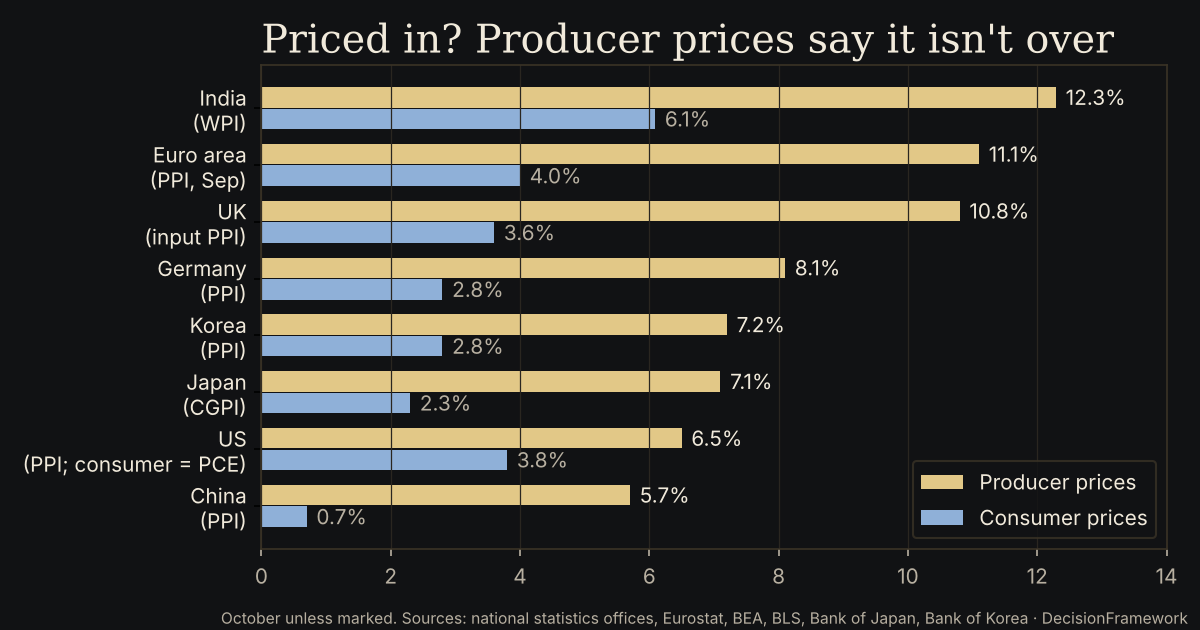 Priced in? Producer prices say it isn't over
India
(WPI)
12.3%
6.1%
Euro area
(PPI, Sep)
11.1%
4.0%
UK
(input PPI)
10.8%
3.6%
Germany
(PPI)
8.1%
2.8%
Korea
(PPI)
7.2%
2.8%
Japan
(CGPI)
7.1%
2.3%
US
(PPI; consumer = PCE)
6.5%
3.8%
China
(PPI)
5.7%
0.7%
Producer prices
Consumer prices
0 2 4 6 8 10 12 14
October unless marked. Sources: national statistics offices, Eurostat, BEA, BLS, Bank of Japan, Bank of Korea · DecisionFramework